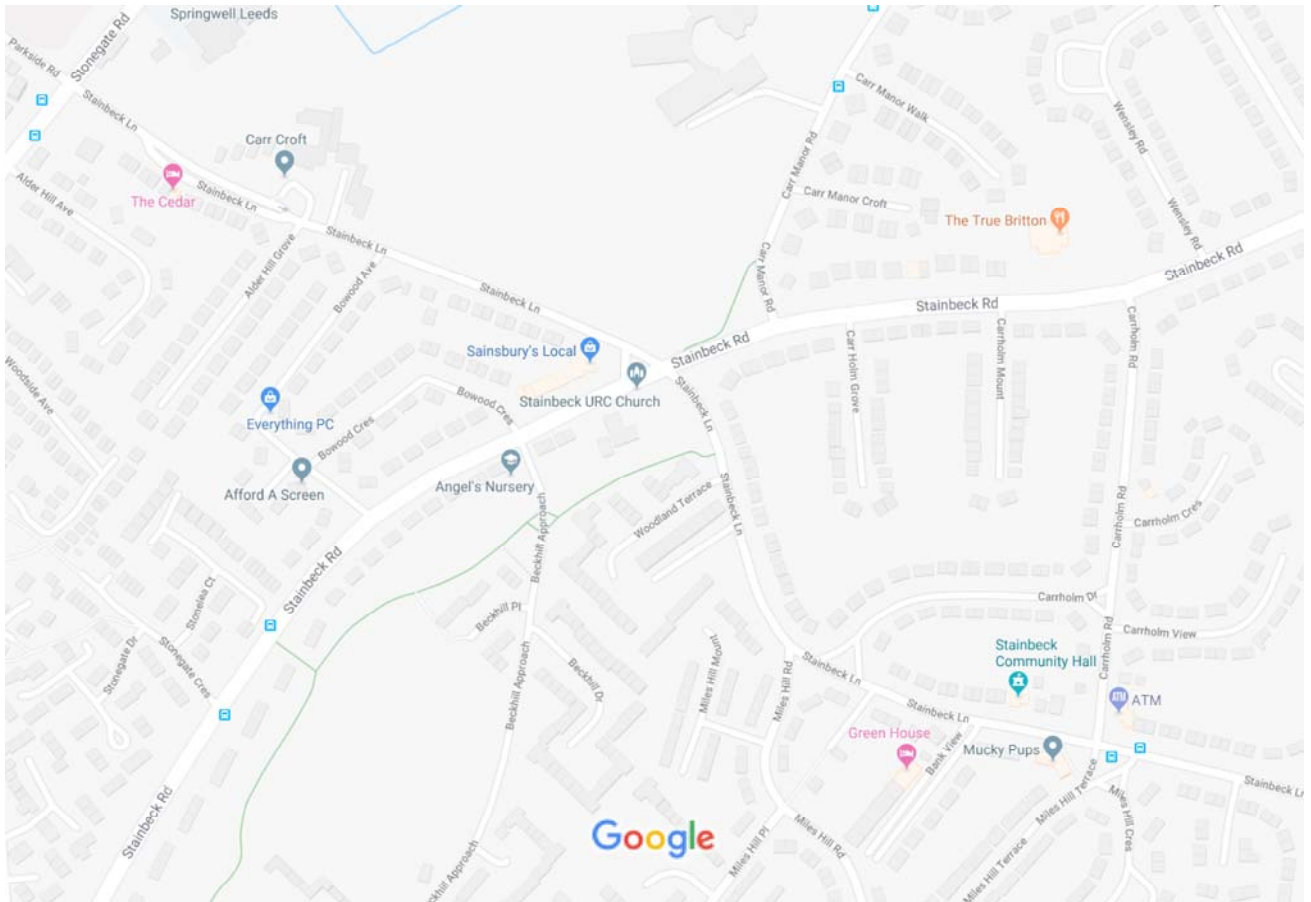 Springwell Leeds
Stonegate Rd
Parkside Rd
Stainbeck Ln
Carr Croft
The Cedar
Stainbeck Ln
Alder Hill Ave
Stainbeck Ln
Alder Hill Grove
Bowood Ave
Stainbeck Ln
Carr Manor Walk
Carr Manor Rd
Carr Manor Croft
Wensley Rd
The True Britton
Wensley Rd
Carr Manor Rd
Stainbeck Rd
Stainbeck Rd
Stainbeck Rd
Sainsbury's Local
Stainbeck URC Church
Stainbeck Ln
Carr Holm Grove
Carrholm Mount
Carrholm Rd
Woodside Ave
Everything PC
Bowood Cres
Bowood Cres
Afford A Screen
Angel's Nursery
Beckhill Approach
Woodland Terrace
Stainbeck Ln
Carrholm Rd
Carrholm Cres
Stainbeck Rd
Stonelea Ct
Stonegate Dr
Stonegate Cres
Beckhill Pl
Beckhill Dr
Beckhill Approach
Carrholm Dr
Carrholm View
Carrholm Rd
Miles Hill Mount
Miles Hill Rd
Stainbeck Ln
Stainbeck
Community Hall
ATM
Stainbeck Ln
Green House
Bank View
Mucky Pups
Stainbeck Ln
Miles Hill Terrace
Miles Hill Cres
Stainbeck Rd
Google
Miles Hill Pl
Miles Hill Rd
Miles Hill Terrace
Beckhill Approach